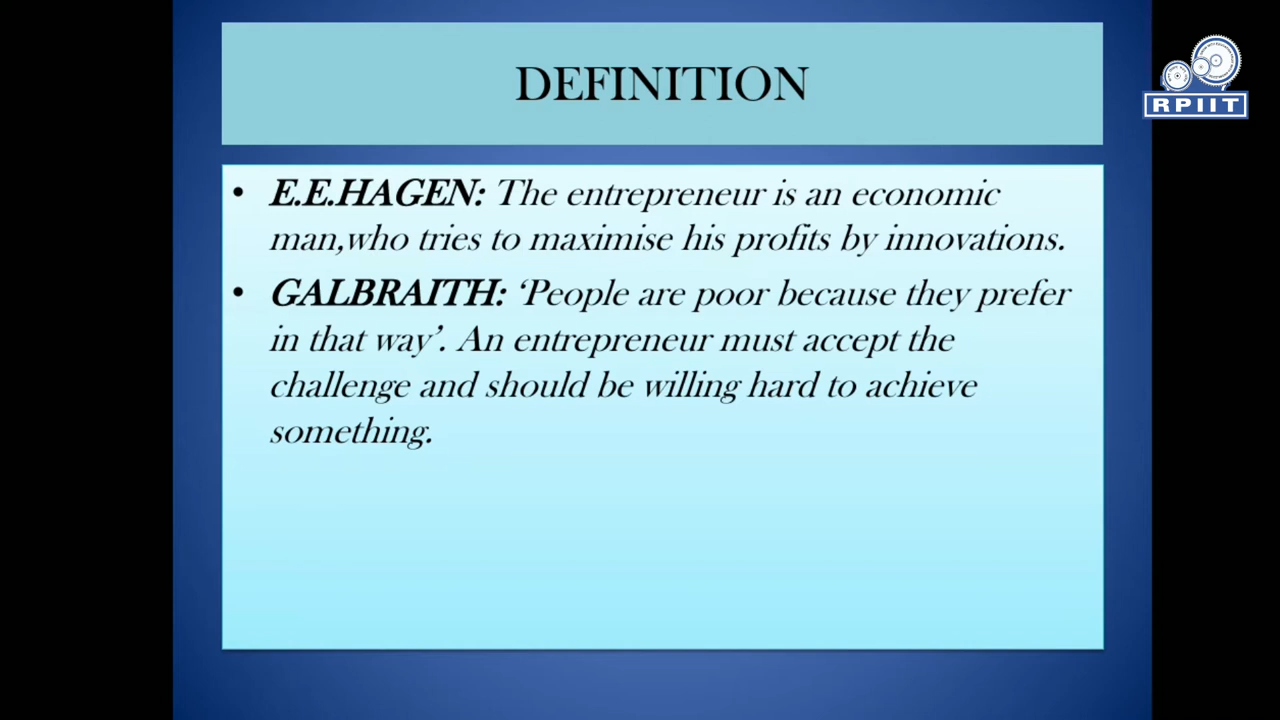 DEFINITION
RPIIT
• E.E.HAGEN: The entrepreneur is an economic
man,who tries to maximise his profits by innovations.
• GALBRAITH: ‘People are poor because they prefer
in that way’. An entrepreneur must accept the
challenge and should be willing hard to achieve
something.